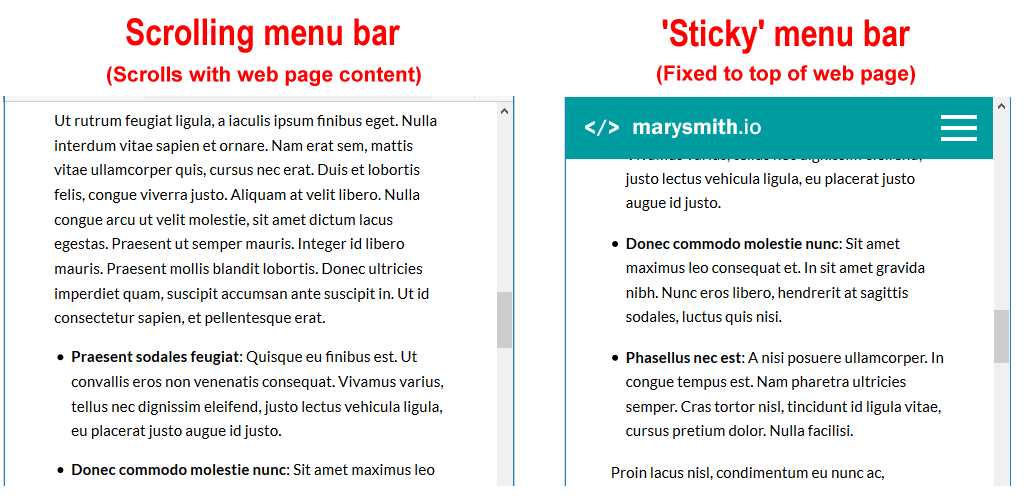 Scrolling menu bar
(Scrolls with web page content)
Ut rutrum feugiat ligula, a iaculis ipsum finibus eget. Nulla
interdum vitae sapien et ornare. Nam erat sem, mattis
vitae ullamcorper quis, cursus nec erat. Duis et lobortis
felis, congue viverra justo. Aliquam at velit libero. Nulla
congue arcu ut velit molestie, sit amet dictum lacus
egestas. Praesent ut semper mauris. Integer id libero
mauris. Praesent mollis blandit lobortis. Donec ultricies
imperdiet quam, suscipit accumsan ante suscipit in. Ut id
consectetur sapien, et pellentesque erat.
• Praesent sodales feugiat: Quisque eu finibus est. Ut
convallis eros non venenatis consequat. Vivamus varius,
tellus nec dignissim eleifend, justo lectus vehicula ligula,
eu placerat justo augue id justo.
• Donec commodo molestie nunc: Sit amet maximus leo
'Sticky' menu bar
(Fixed to top of web page)
</> marysmith.io
justo lectus vehicula ligula, eu placerat justo
augue id justo.
• Donec commodo molestie nunc: Sit amet
maximus leo consequat et. In sit amet gravida
nibh. Nunc eros libero, hendrerit at sagittis
sodales, luctus quis nisi.
• Phasellus nec est: A nisi posuere ullamcorper. In
congue tempus est. Nam pharetra ultricies
semper. Cras tortor nisl, tincidunt id ligula vitae,
cursus pretium dolor. Nulla facilisi.
Proin lacus nisl, condimentum eu nunc ac,